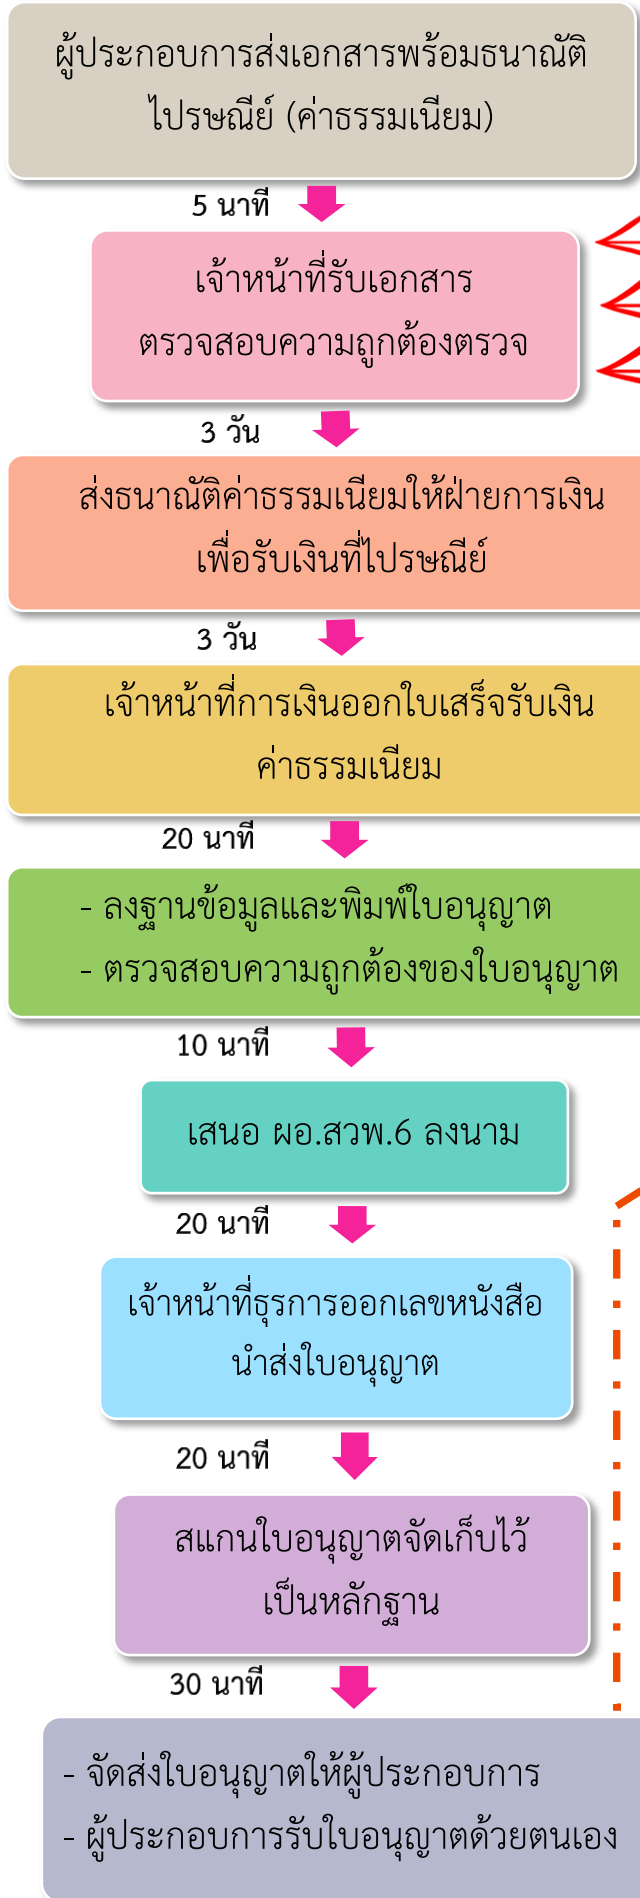 ผู้ประกอบการส่งเอกสารพร้อมธนาณัติ
ไปรษณีย์ (ค่าธรรมเนียม)
5 นาที
เจ้าหน้าที่รับเอกสาร
ตรวจสอบความถูกต้องตรวจ
3 วัน
ส่งธนาณัติค่าธรรมเนียมให้ฝ่ายการเงิน
เพื่อรับเงินที่ไปรษณีย์
3 วัน
เจ้าหน้าที่การเงินออกใบเสร็จรับเงิน
ค่าธรรมเนียม
20 นาที
- ลงฐานข้อมูลและพิมพ์ใบอนุญาต
- ตรวจสอบความถูกต้องของใบอนุญาต
10 นาที
เสนอ ผอ.สวพ.6 ลงนาม
20 นาที
เจ้าหน้าที่ธุรการออกเลขหนังสือ
นำส่งใบอนุญาต
20 นาที
สแกนใบอนุญาตจัดเก็บไว้
เป็นหลักฐาน
30 นาที
- จัดส่งใบอนุญาตให้ผู้ประกอบการ
- ผู้ประกอบการรับใบอนุญาตด้วยตนเอง